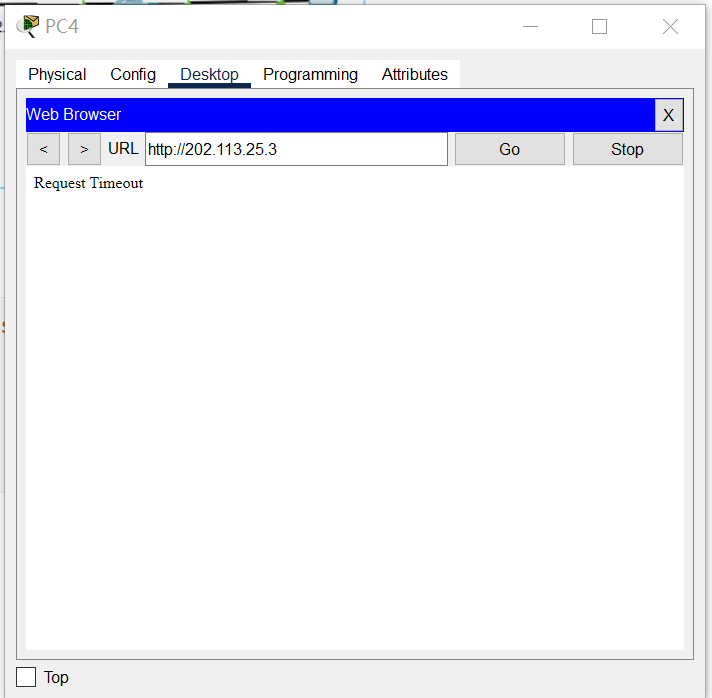 PC4
Physical Config Desktop Programming Attributes
Web Browser X
< > URL http://202.113.25.3 Go Stop
Request Timeout
Top